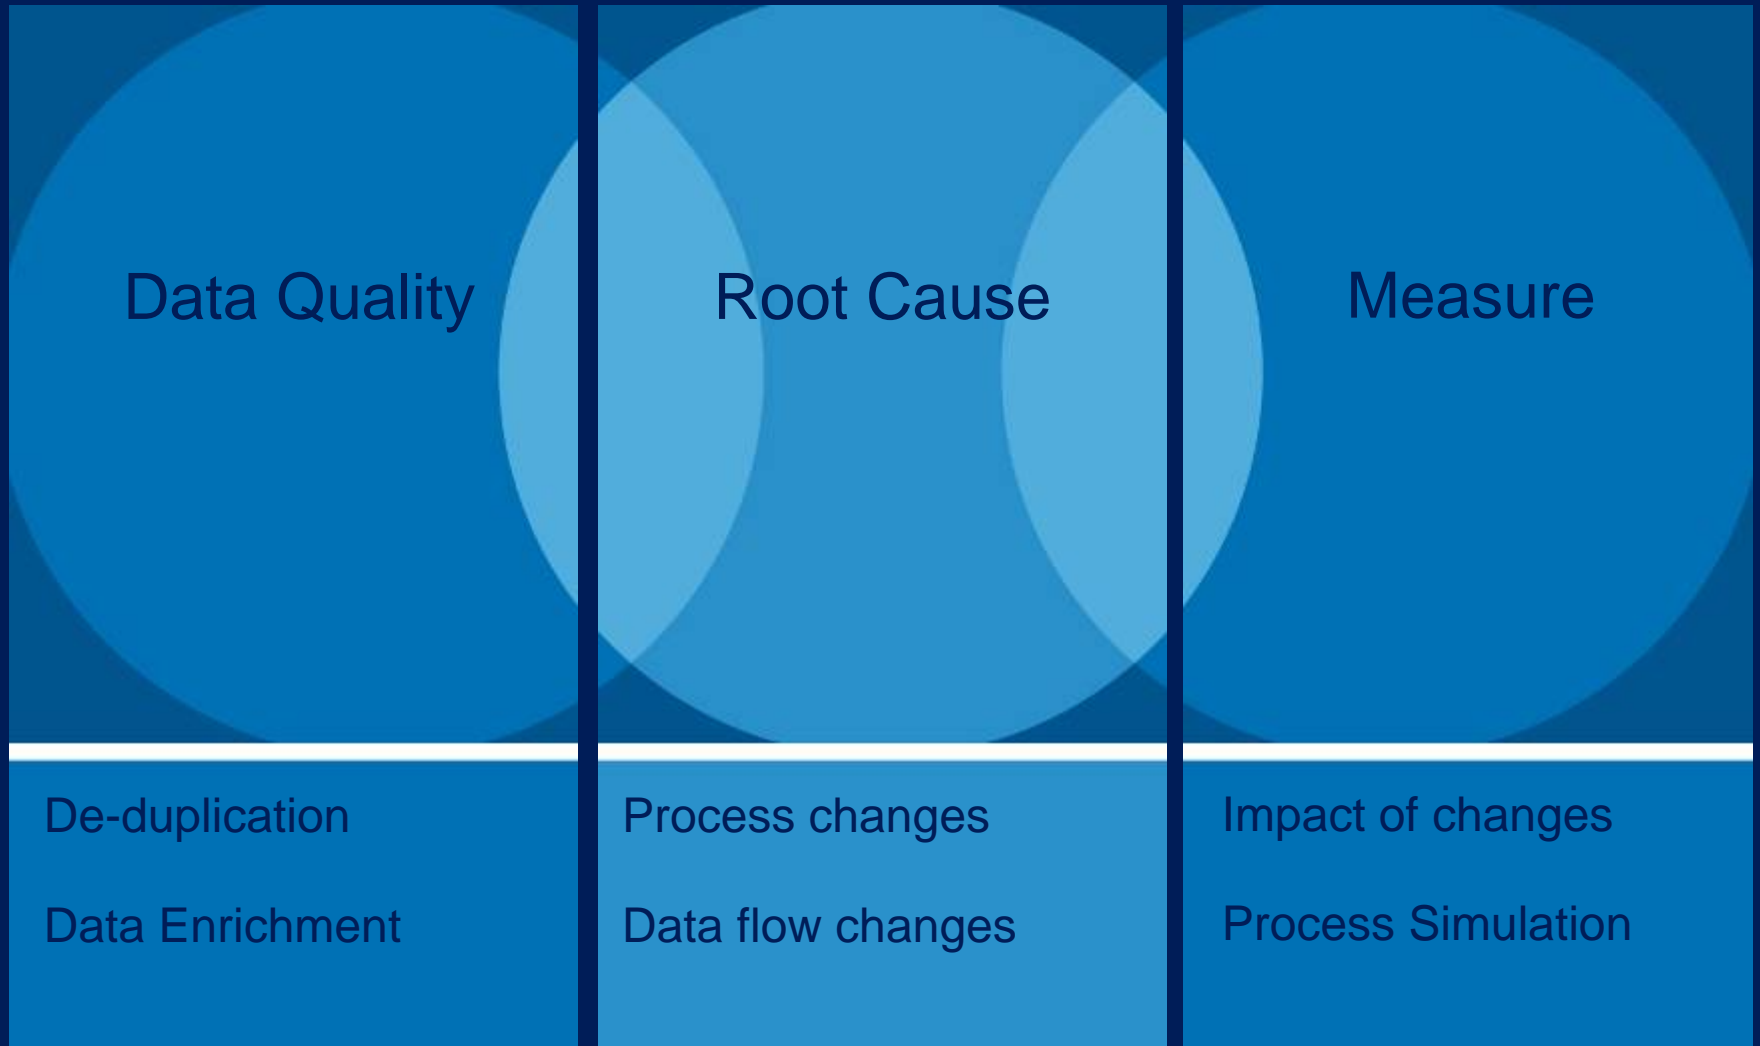 Data Quality
Root Cause
Measure
De-duplication
Data Enrichment
Process changes
Data flow changes
Impact of changes
Process Simulation